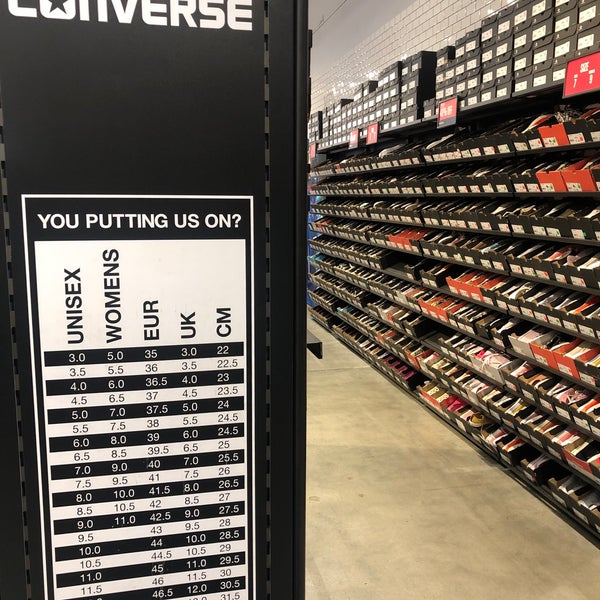 CONVERSE
YOU PUTTING US ON?
UNISEX WOMENS EUR UK CM
3.0 5.0 35 3.0 22
3.5 5.5 36 3.5 22.5
4.0 6.0 36.5 4.0 23
4.5 6.5 37 4.5 23.5
5.0 7.0 37.5 5.0 24
5.5 7.5 38 5.5 24.5
6.0 8.0 39 6.0 24.5
6.5 8.5 39.5 6.5 25
7.0 9.0 40 7.0 25.5
7.5 9.5 41 7.5 26
8.0 10.0 41.5 8.0 26.5
8.5 10.5 42 8.5 27
9.0 11.0 42.5 9.0 27.5
9.5 43 9.5 28
10.0 44 10.0 28.5
10.5 44.5 10.5 29
11.0 45 11.0 29.5
11.5 46 11.5 30
46.5 12.0 30.5
31.5
SIZE
7 9